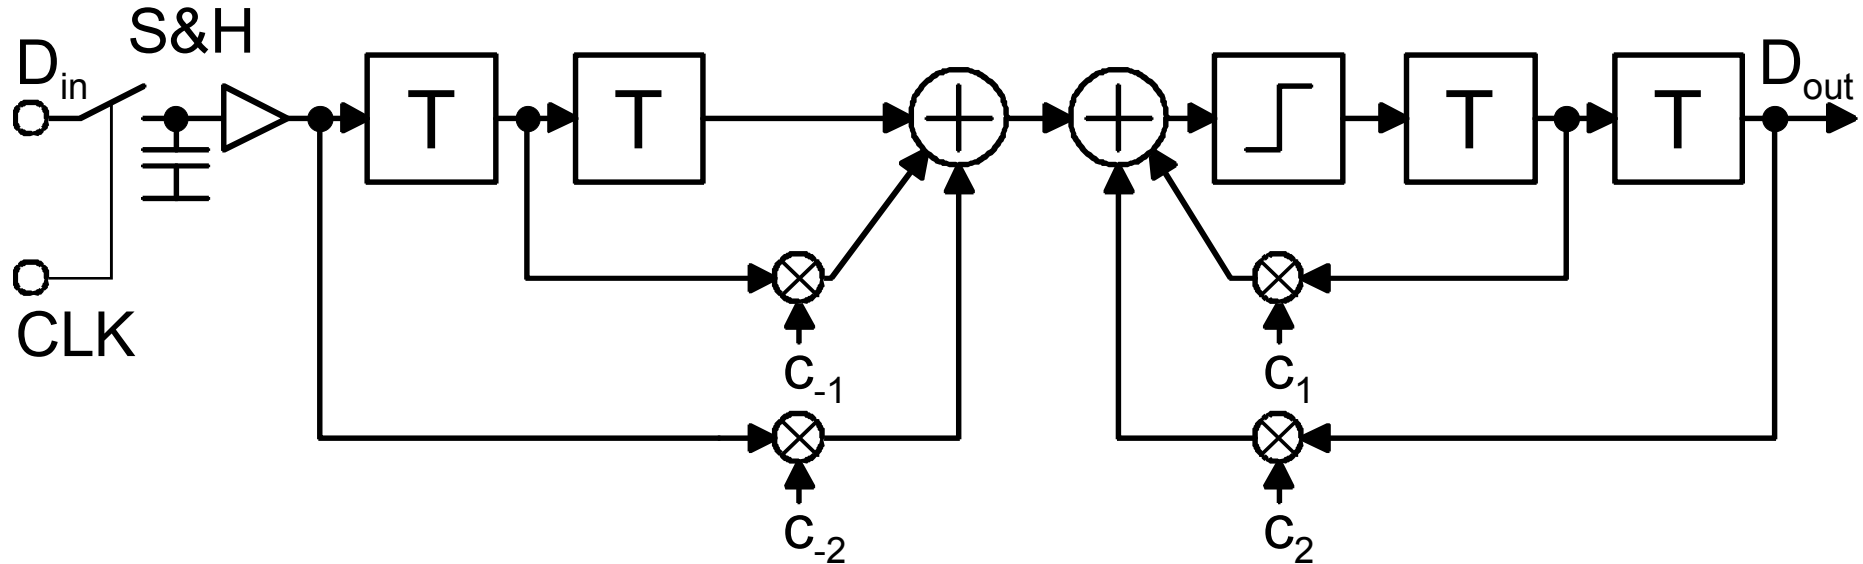 S&H
D_in
T
T
T
T
D_out
CLK
c_-1
c_1
c_-2
c_2